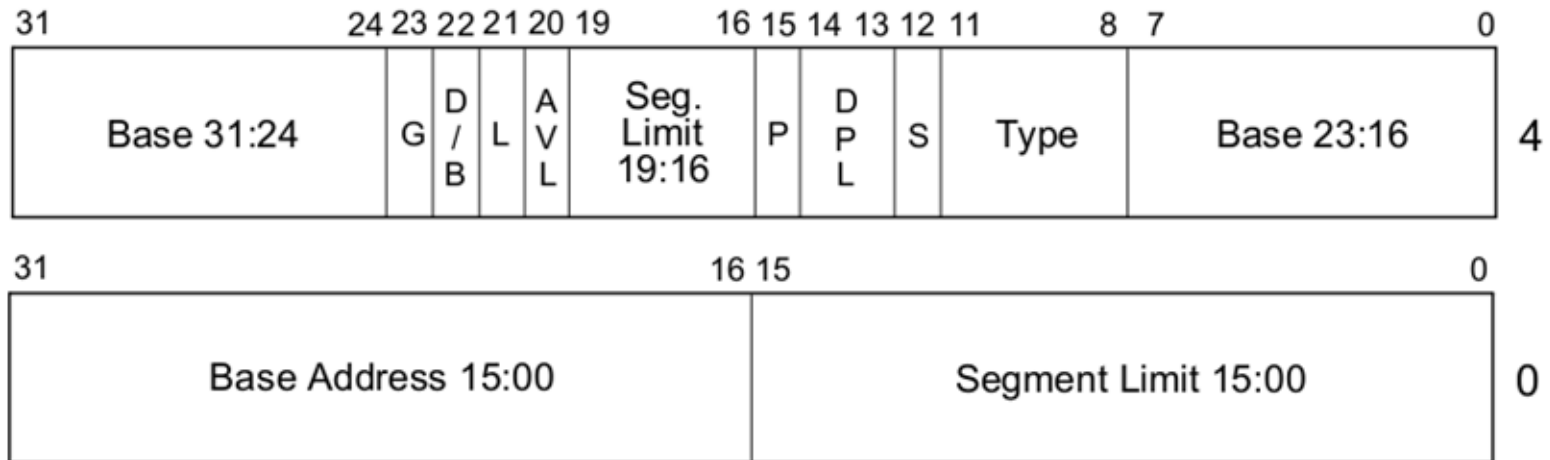 31 24 23 22 21 20 19 16 15 14 13 12 11 8 7 0
Base 31:24 G D/B L AVL Seg. Limit 19:16 P DPL S Type Base 23:16 4
31 16 15 0
Base Address 15:00 Segment Limit 15:00 0